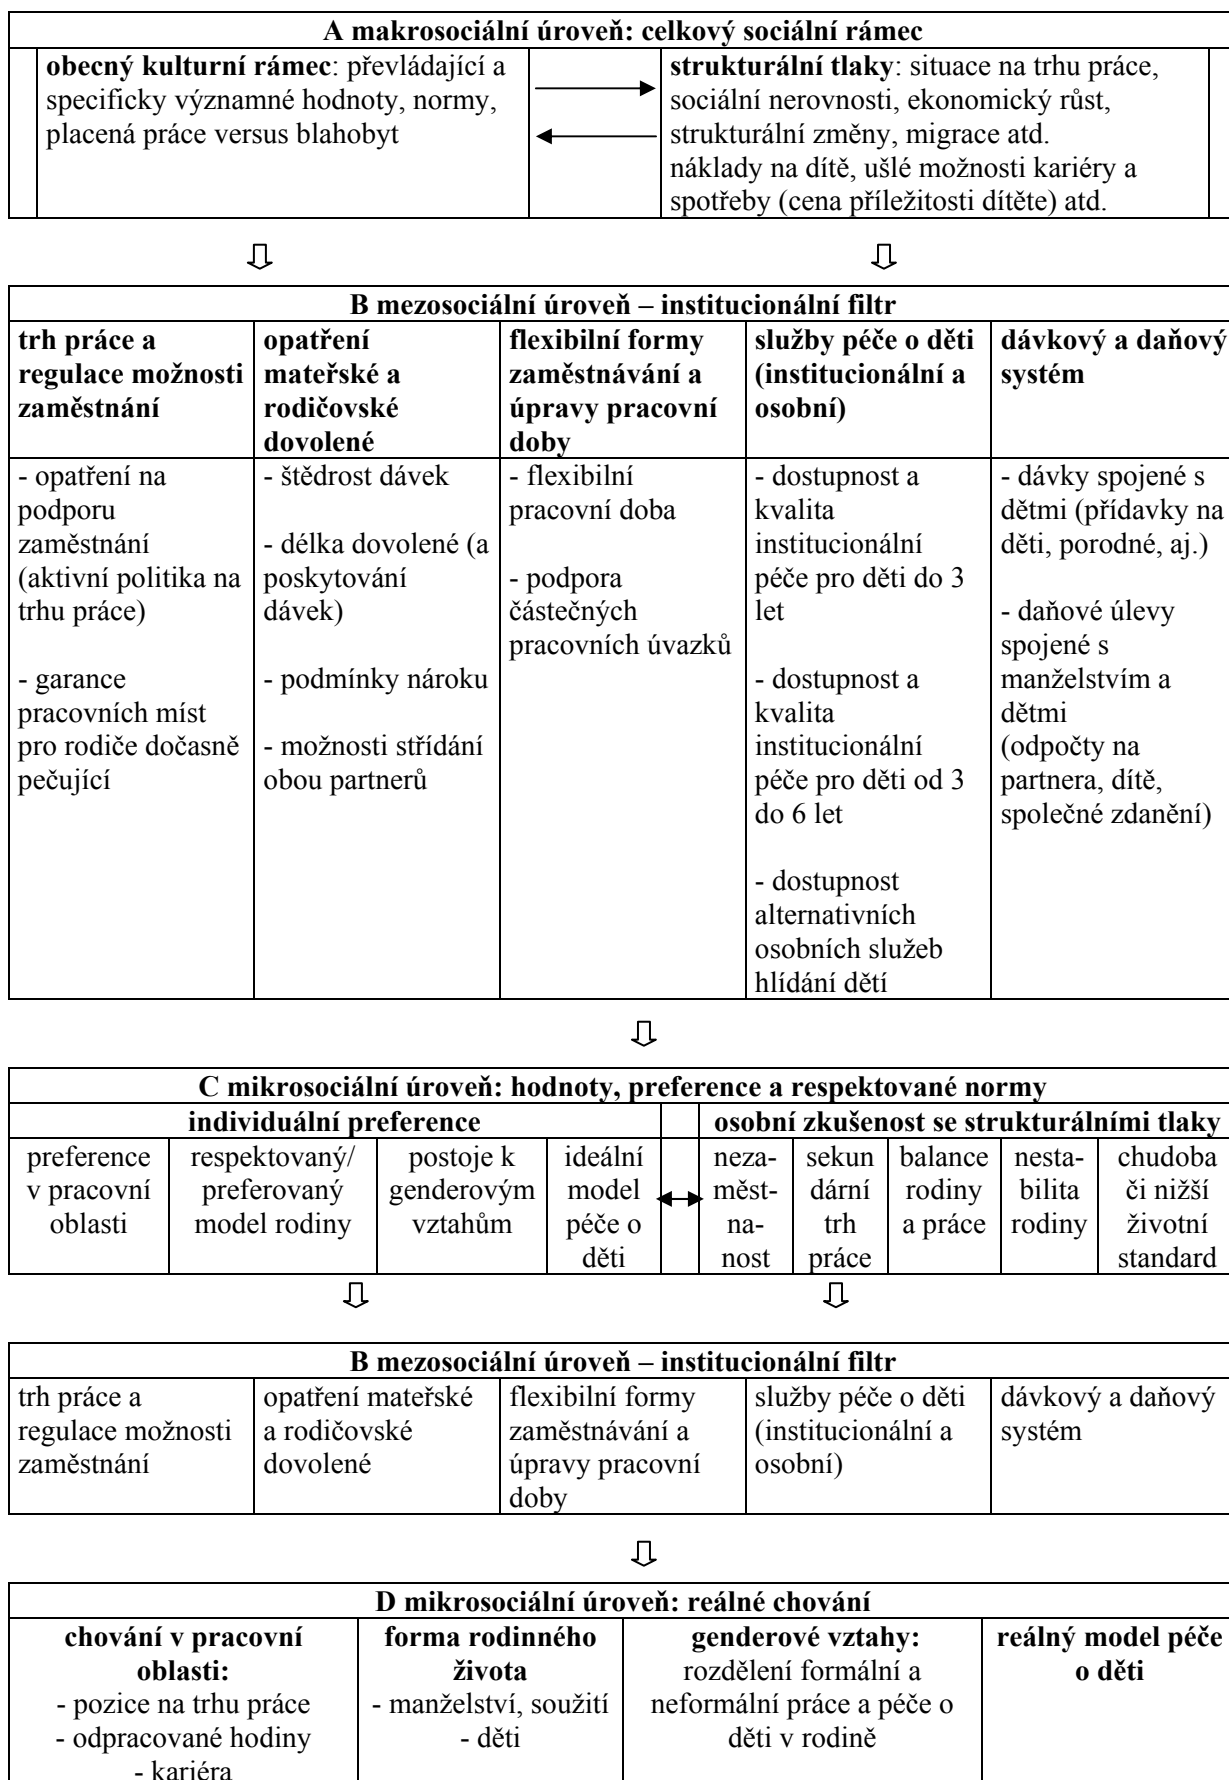 A makrosociální úroveň: celkový sociální rámec
obecný kulturní rámec: převládající a
specificky významné hodnoty, normy,
placená práce versus blahobyt
strukturální tlaky: situace na trhu práce,
sociální nerovnosti, ekonomický růst,
strukturální změny, migrace atd.
náklady na dítě, ušlé možnosti kariéry a
spotřeby (cena příležitosti dítěte) atd.
B mezosociální úroveň – institucionální filtr
trh práce a
regulace možnosti
zaměstnání
opatření
mateřské a
rodičovské
dovolené
flexibilní formy
zaměstnávání a
úpravy pracovní
doby
služby péče o děti
(institucionální a
osobní)
dávkový a daňový
systém
- opatření na
podporu
zaměstnání
(aktivní politika na
trhu práce)
- garance
pracovních míst
pro rodiče dočasně
pečující
- štědrost dávek
- délka dovolené (a
poskytování
dávek)
- podmínky nároku
- možnosti střídání
obou partnerů
- flexibilní
pracovní doba
- podpora
částečných
pracovních úvazků
- dostupnost a
kvalita
institucionální
péče pro děti do 3
let
- dostupnost a
kvalita
institucionální
péče pro děti od 3
do 6 let
- dostupnost
alternativních
osobních služeb
hlídání dětí
- dávky spojené s
dětmi (přídavky na
děti, porodné, aj.)
- daňové úlevy
spojené s
manželstvím a
dětmi
(odpočty na
partnera, dítě,
společné zdanění)
C mikrosociální úroveň: hodnoty, preference a respektované normy
individuální preference
osobní zkušenost se strukturálními tlaky
preference
v pracovní
oblasti
respektovaný/
preferovaný
model rodiny
postoje k
genderovým
vztahům
ideální
model
péče o
děti
neza-
měst-
na-
nost
sekun
dární
trh
práce
balance
rodiny
a práce
nesta-
bilita
rodiny
chudoba
či nižší
životní
standard
B mezosociální úroveň – institucionální filtr
trh práce a
regulace možnosti
zaměstnání
opatření mateřské
a rodičovské
dovolené
flexibilní formy
zaměstnávání a
úpravy pracovní
doby
služby péče o děti
(institucionální a
osobní)
dávkový a daňový
systém
D mikrosociální úroveň: reálné chování
chování v pracovní
oblasti:
- pozice na trhu práce
- odpracované hodiny
- kariéra
forma rodinného
života
- manželství, soužití
- děti
genderové vztahy:
rozdělení formální a
neformální práce a péče o
děti v rodině
reálný model péče
o děti